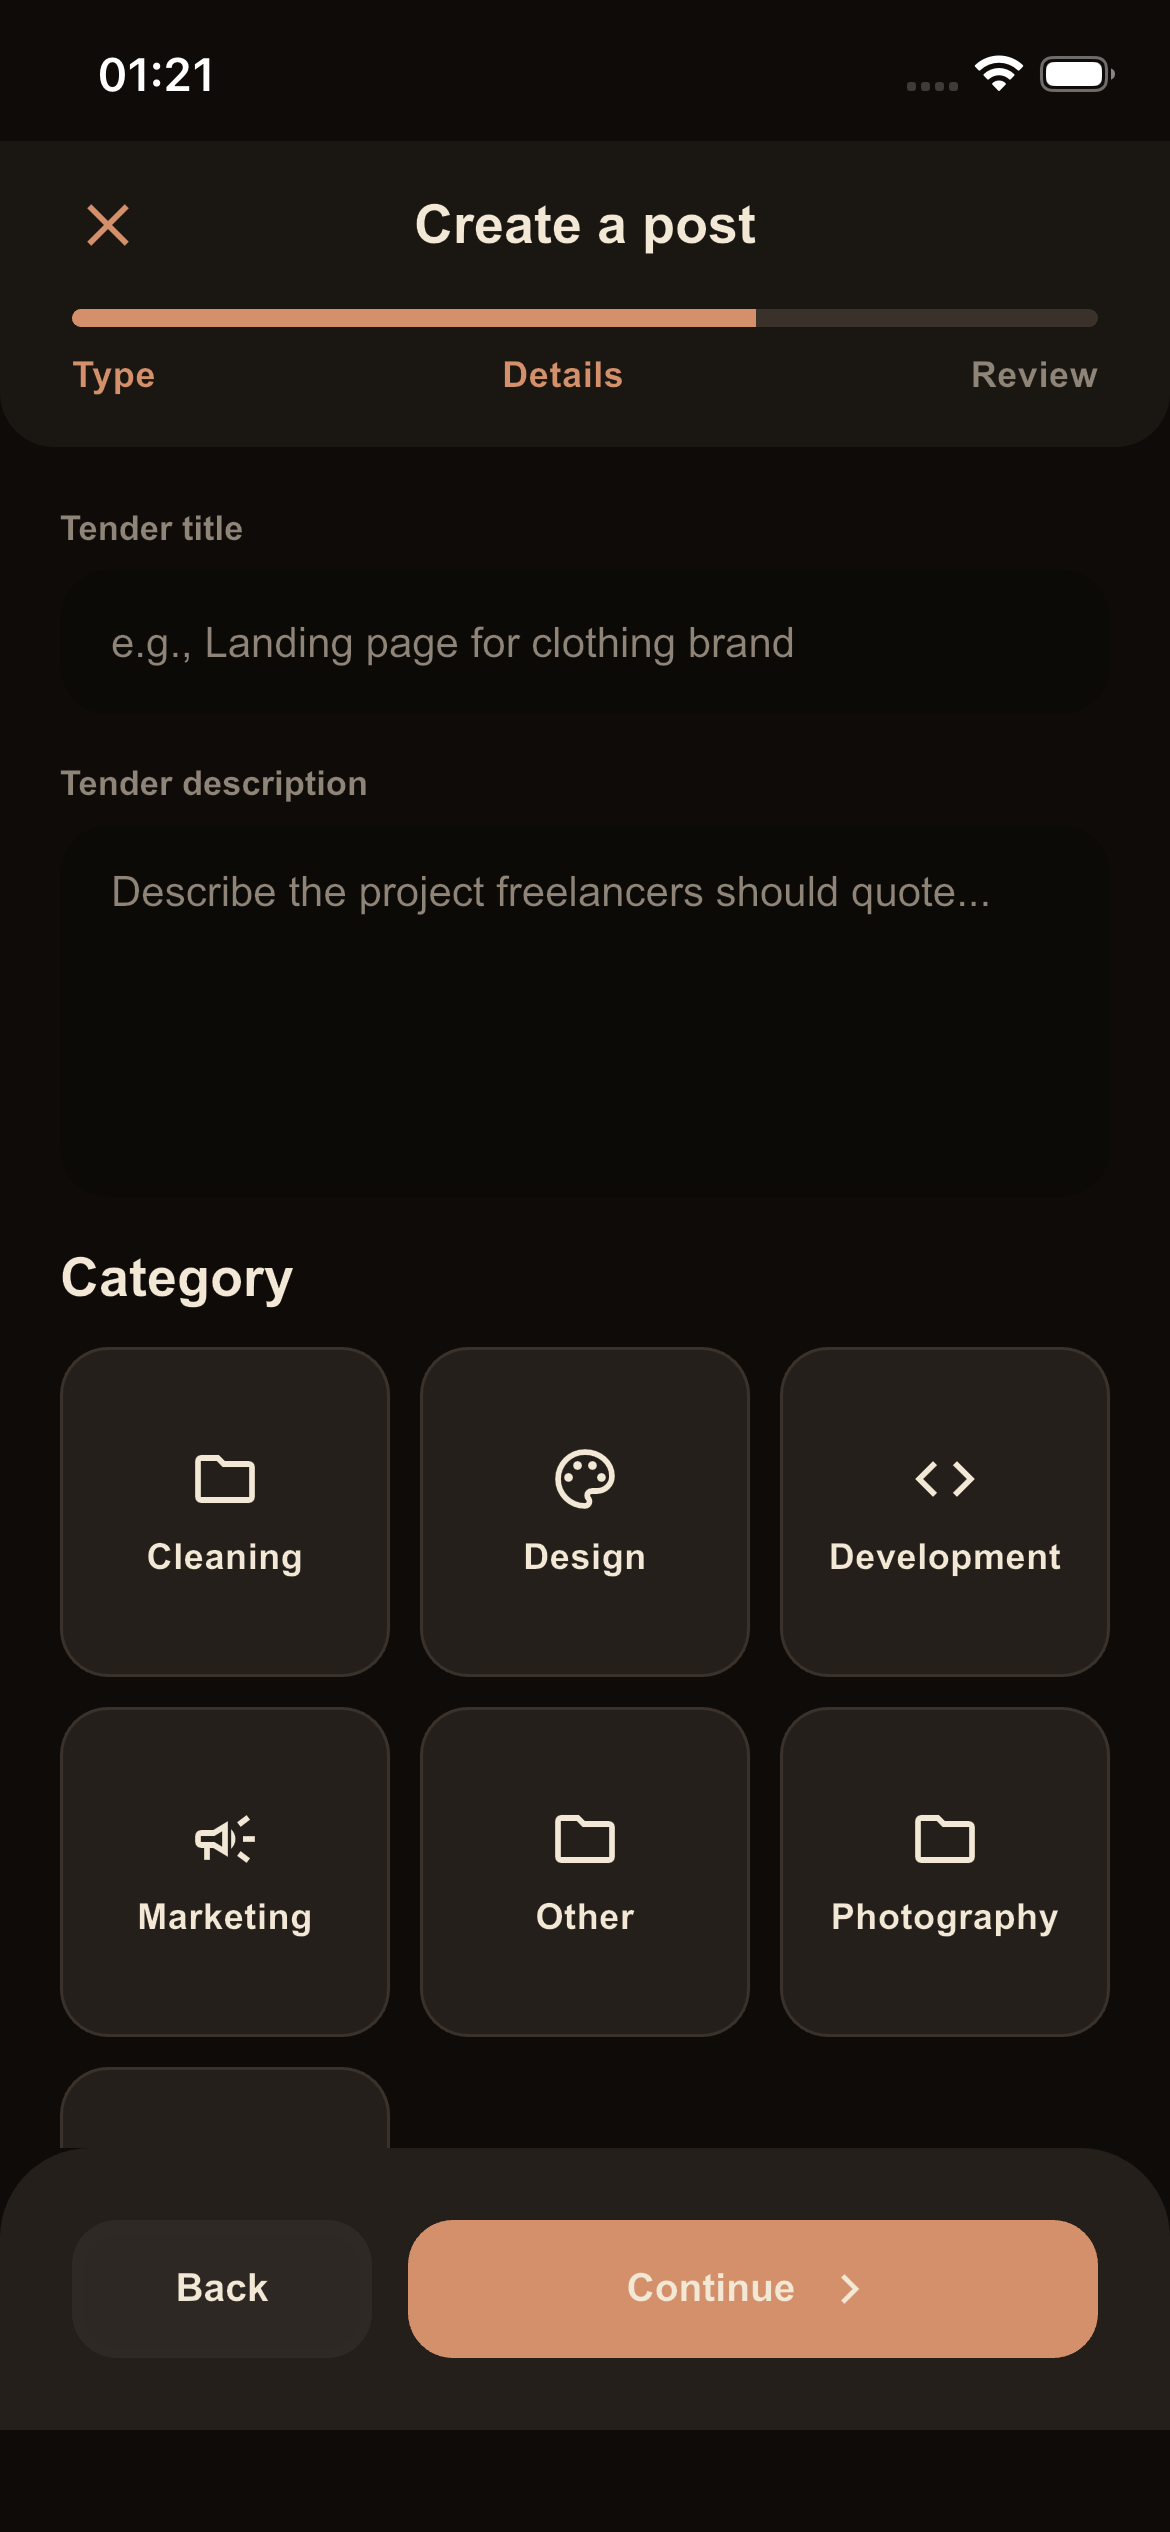 01:21
Create a post
Type Details Review
Tender title
e.g., Landing page for clothing brand
Tender description
Describe the project freelancers should quote...
Category
Cleaning Design Development
Marketing Other Photography
Back Continue